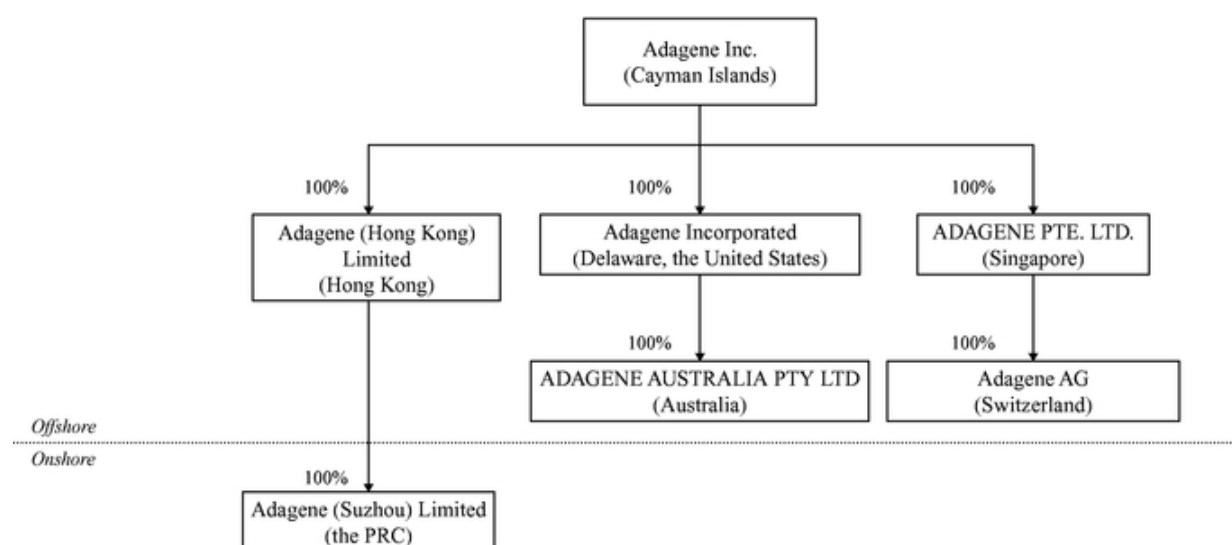 Adagene Inc.
(Cayman Islands)
100%
100%
100%
Adagene (Hong Kong)
Limited
(Hong Kong)
Adagene Incorporated
(Delaware, the United States)
ADAGENE PTE. LTD.
(Singapore)
100%
100%
ADAGENE AUSTRALIA PTY LTD
(Australia)
Adagene AG
(Switzerland)
Offshore
Onshore
100%
Adagene (Suzhou) Limited
(the PRC)